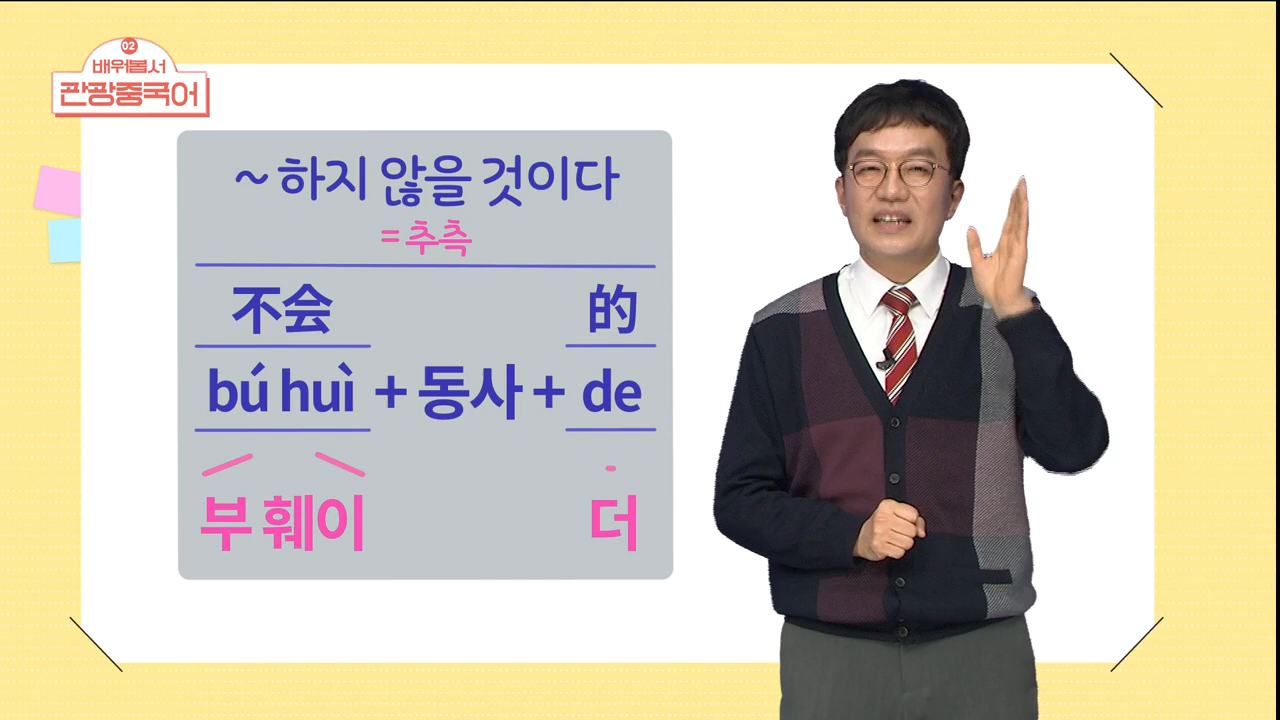 02
배워봅서
관광중국어
~ 하지 않을 것이다
= 추측
不会 的
bú huì + 동사 + de
부 훼이 더